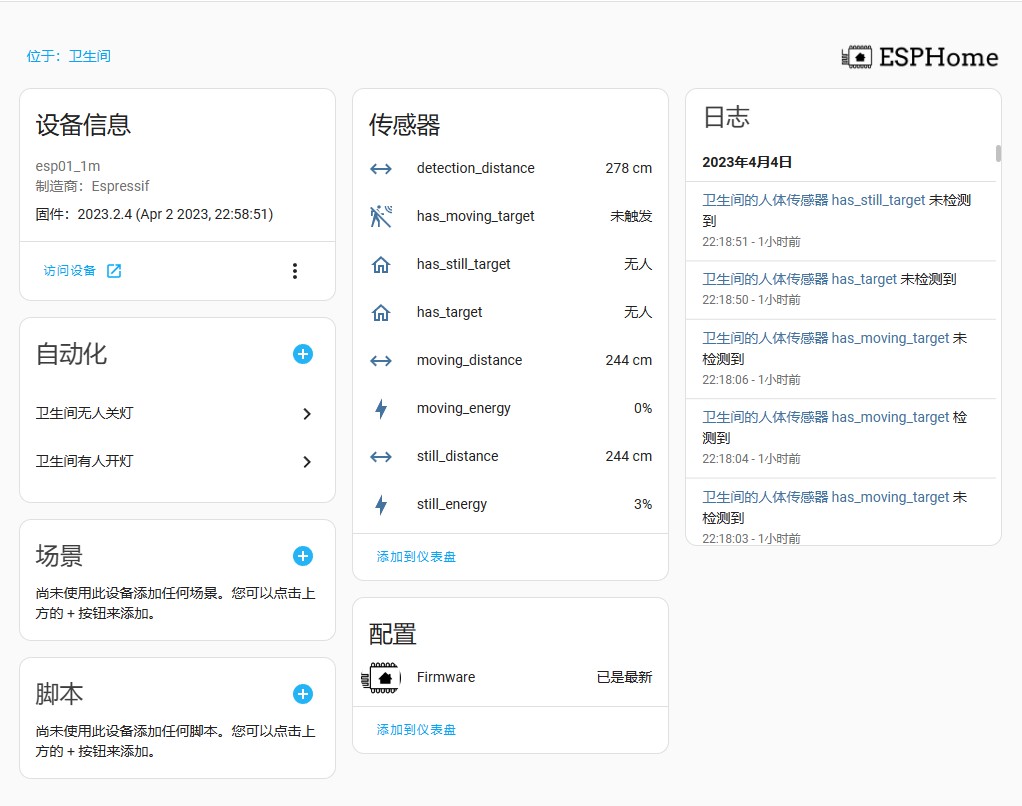 位于：卫生间
ESPHome
设备信息
esp01_1m
制造商：Espressif
固件：2023.2.4 (Apr 2 2023, 22:58:51)
访问设备
自动化
卫生间无人关灯
卫生间有人开灯
场景
尚未使用此设备添加任何场景。您可以点击上
方的 + 按钮来添加。
脚本
尚未使用此设备添加任何脚本。您可以点击上
方的 + 按钮来添加。
传感器
detection_distance 278 cm
has_moving_target 未触发
has_still_target 无人
has_target 无人
moving_distance 244 cm
moving_energy 0%
still_distance 244 cm
still_energy 3%
添加到仪表盘
配置
Firmware 已是最新
添加到仪表盘
日志
2023年4月4日
卫生间的人体传感器 has_still_target 未检测
到
22:18:51 - 1小时前
卫生间的人体传感器 has_target 未检测到
22:18:50 - 1小时前
卫生间的人体传感器 has_moving_target 未
检测到
22:18:06 - 1小时前
卫生间的人体传感器 has_moving_target 检
测到
22:18:04 - 1小时前
卫生间的人体传感器 has_moving_target 未
检测到
22:18:03 - 1小时前